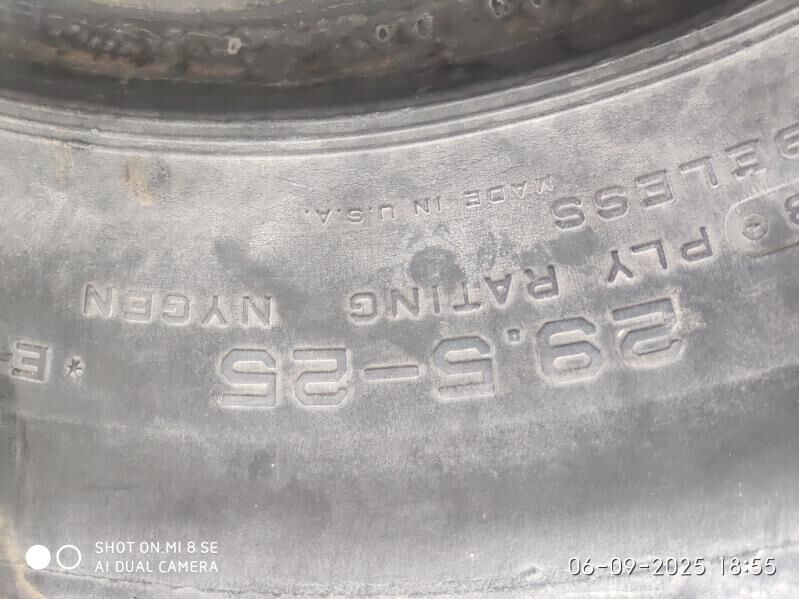 29.5-25 *E-
PLY RATING NYGEN
BELESS
MADE IN U.S.A.
SHOT ON MI 8 SE
AI DUAL CAMERA
06-09-2025 18:55